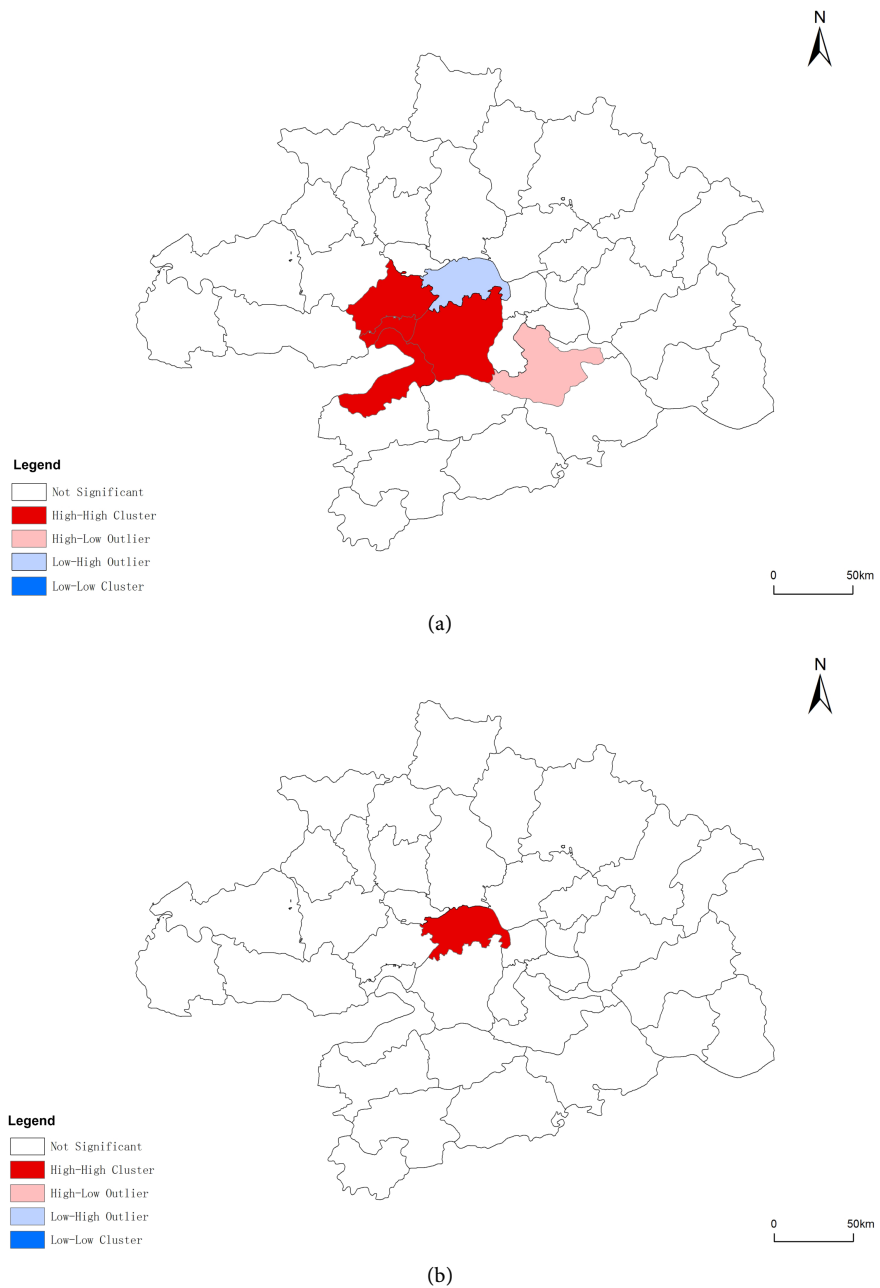 N
Legend
Not Significant
High-High Cluster
High-Low Outlier
Low-High Outlier
Low-Low Cluster
0 50km
(a)
N
Legend
Not Significant
High-High Cluster
High-Low Outlier
Low-High Outlier
Low-Low Cluster
0 50km
(b)